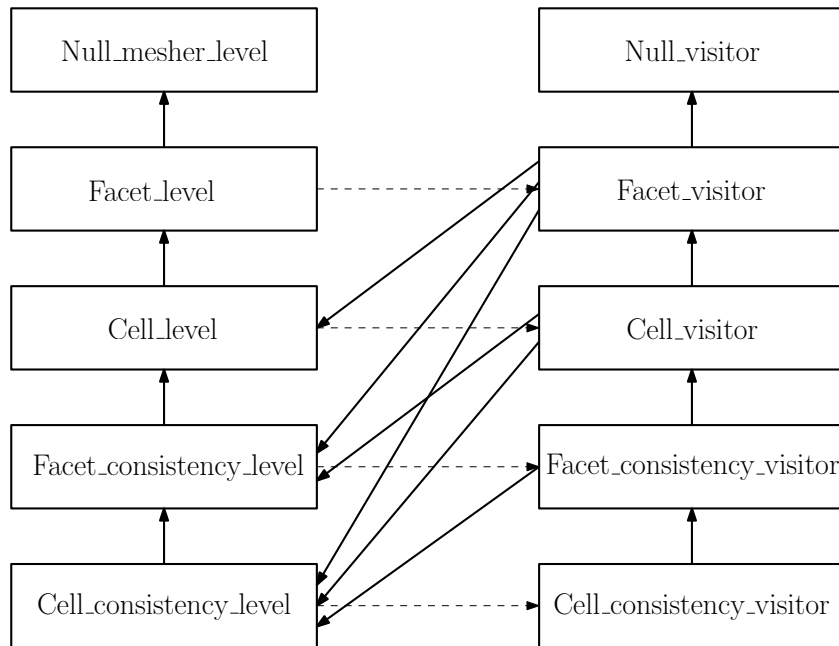 Null_mesher_level
Null_visitor
Facet_level
Facet_visitor
Cell_level
Cell_visitor
Facet_consistency_level
Facet_consistency_visitor
Cell_consistency_level
Cell_consistency_visitor